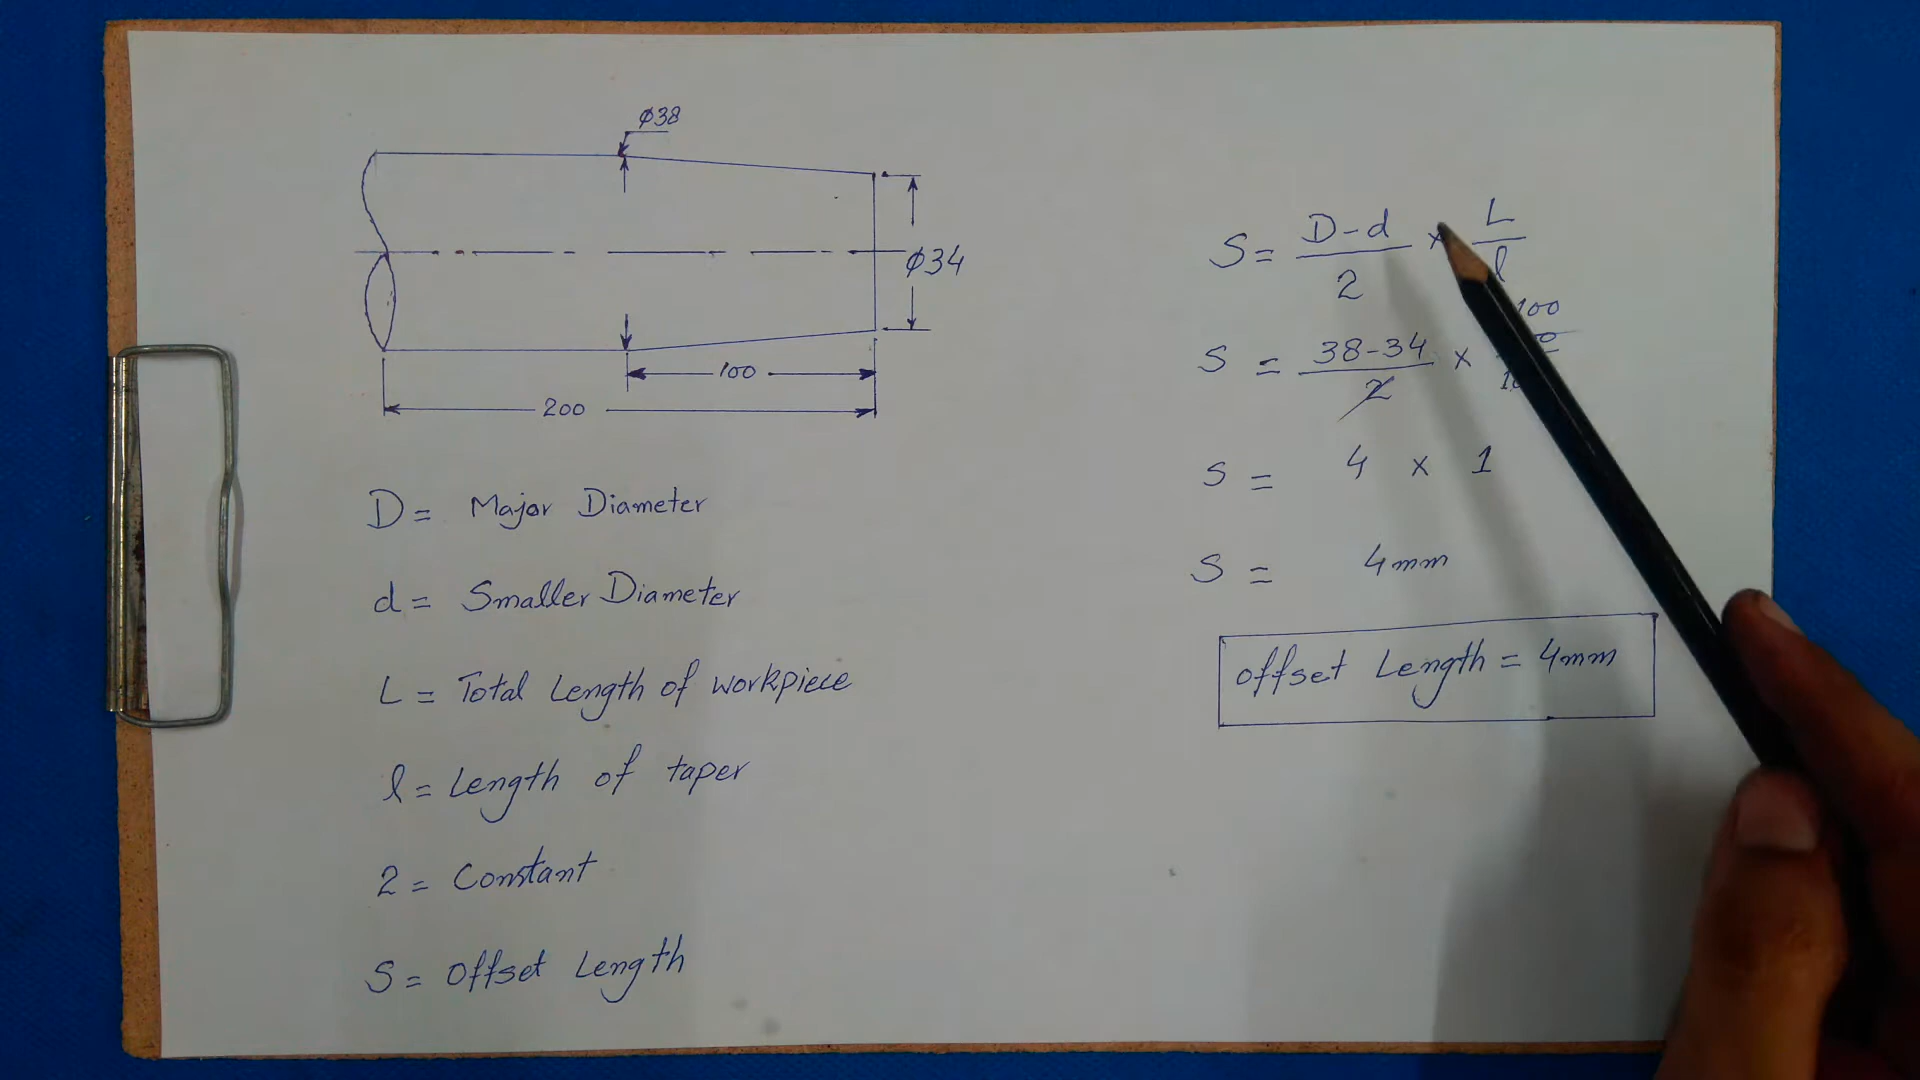 φ38
φ34
100
200
D = Major Diameter
d = Smaller Diameter
L = Total Length of workpiece
l = Length of taper
2 = Constant
S = Offset Length
S = D-d / 2 × L / l
100
S = 38-34 / 2 ×
S = 4 × 1
S = 4mm
offset Length = 4mm